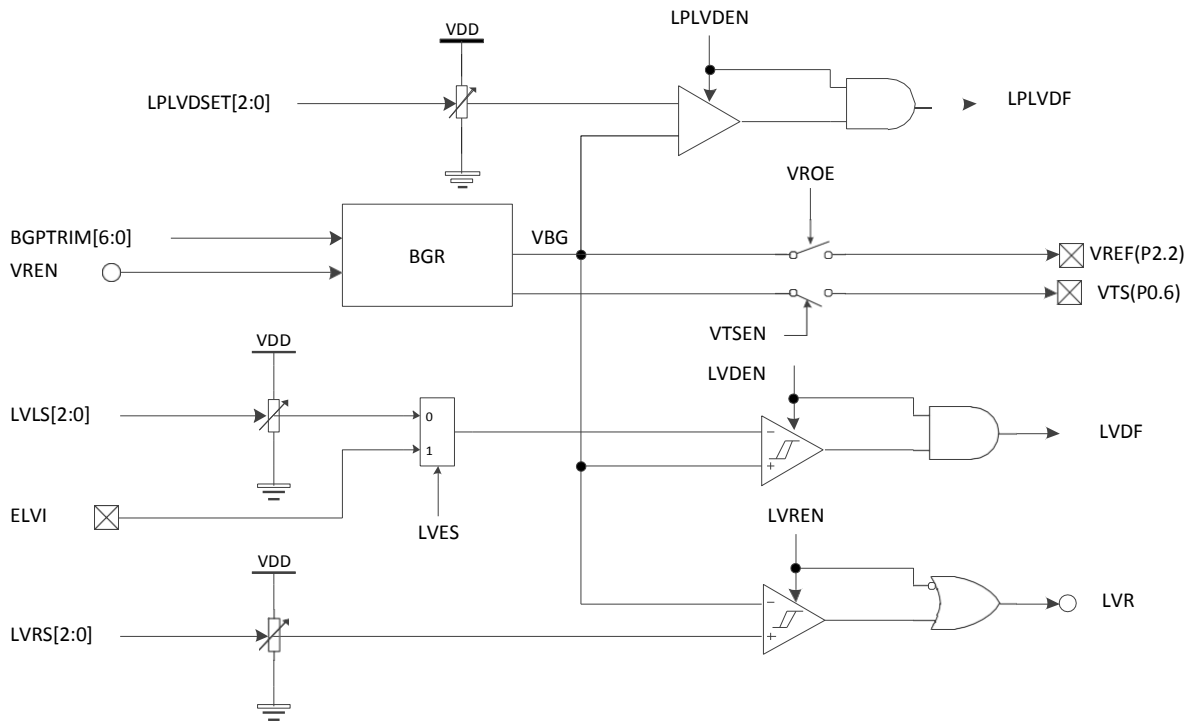 LPLVDEN
VDD
LPLVDSET[2:0]
LPLVDF
VROE
BGPTRIM[6:0]
BGR
VBG
VREF(P2.2)
VREN
VTS(P0.6)
VTSEN
VDD
LVDEN
LVLS[2:0]
0
1
−
+
LVDF
ELVI
LVES
LVREN
VDD
−
+
LVR
LVRS[2:0]